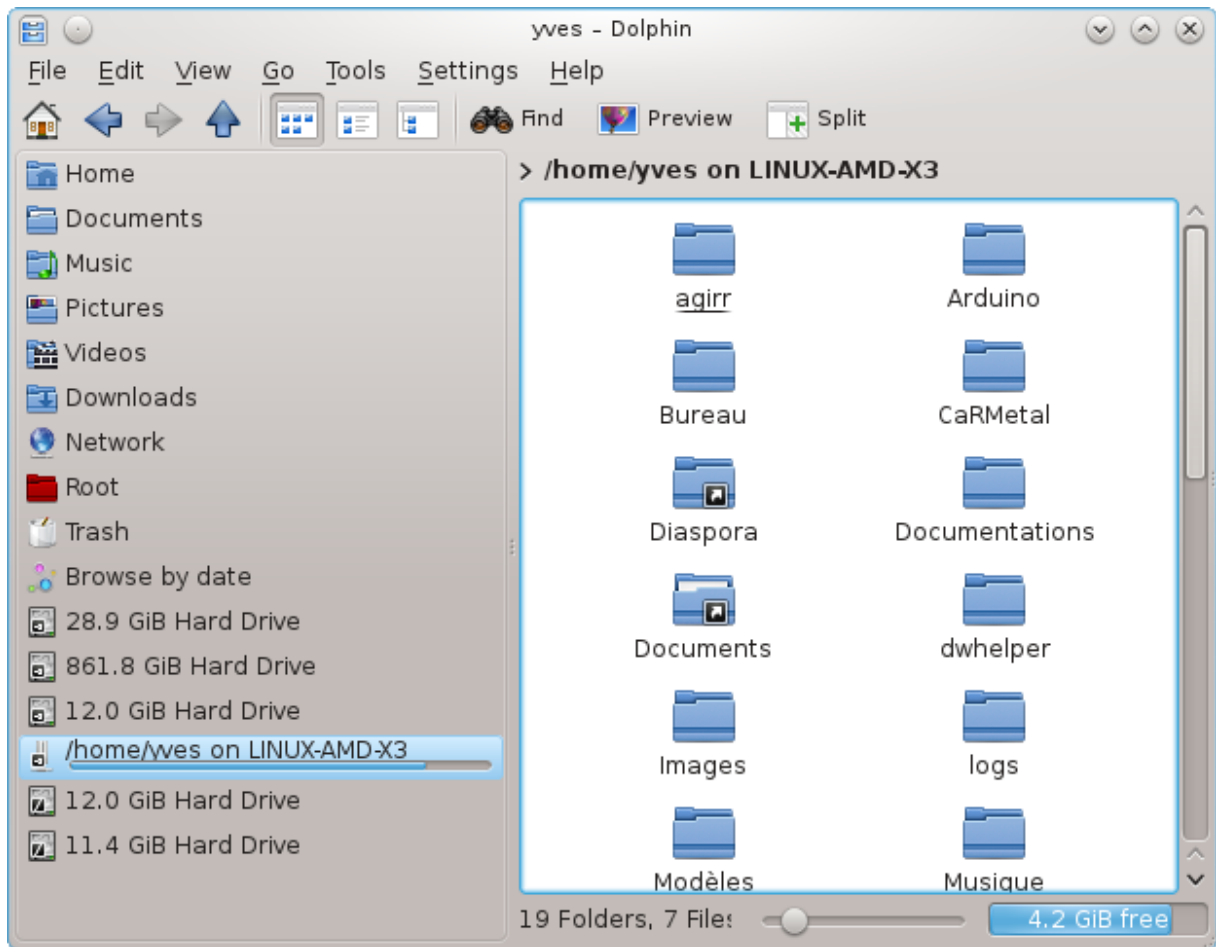 yves – Dolphin
File Edit View Go Tools Settings Help
Find Preview Split
Home
Documents
Music
Pictures
Videos
Downloads
Network
Root
Trash
Browse by date
28.9 GiB Hard Drive
861.8 GiB Hard Drive
12.0 GiB Hard Drive
/home/yves on LINUX-AMD-X3
12.0 GiB Hard Drive
11.4 GiB Hard Drive
> /home/yves on LINUX-AMD-X3
agirr Arduino
Bureau CaRMetal
Diaspora Documentations
Documents dwhelper
Images logs
Modèles Musique
19 Folders, 7 Files 4.2 GiB free